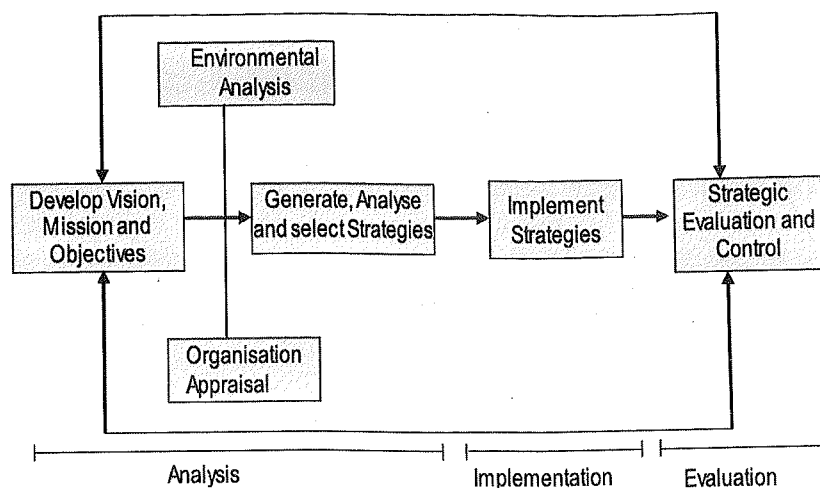 Environmental
Analysis
Develop Vision,
Mission and
Objectives
Generate, Analyse
and select Strategies
Implement
Strategies
Strategic
Evaluation and
Control
Organisation
Appraisal
Analysis
Implementation
Evaluation